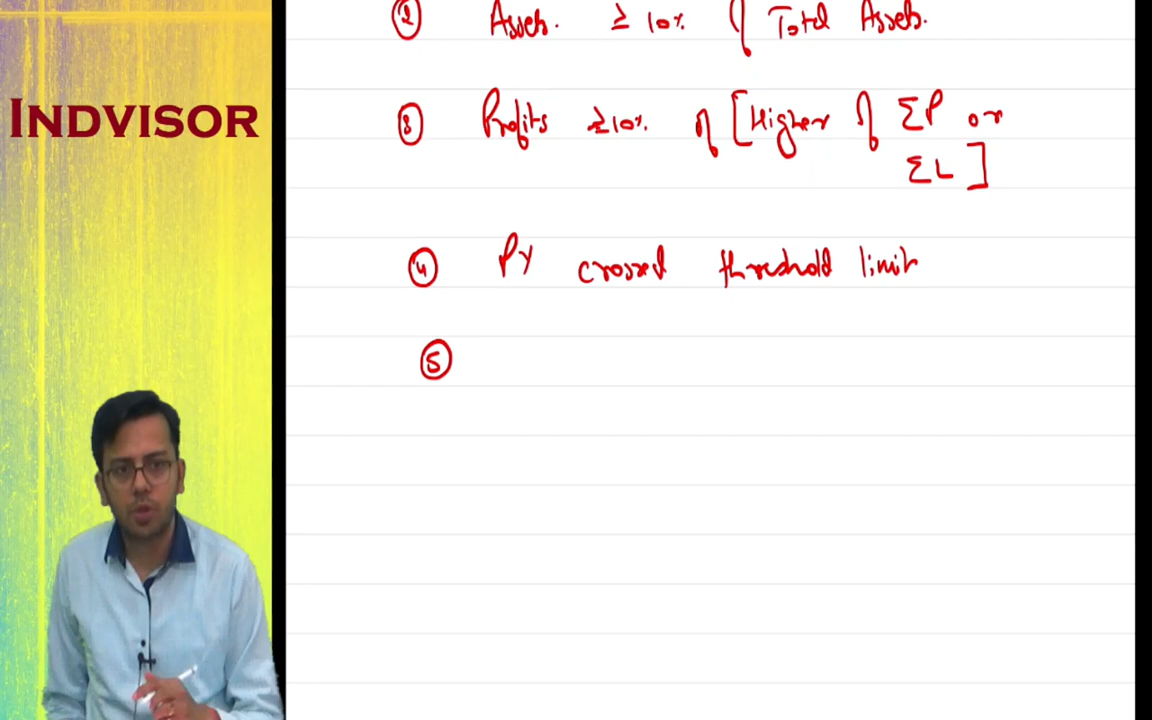 INDVISOR
② Assets. ≥ 10% of Total Assets.
③ Profits ≥ 10% of [Higher of ΣP or
ΣL]
④ PY crossed threshold limit
⑤